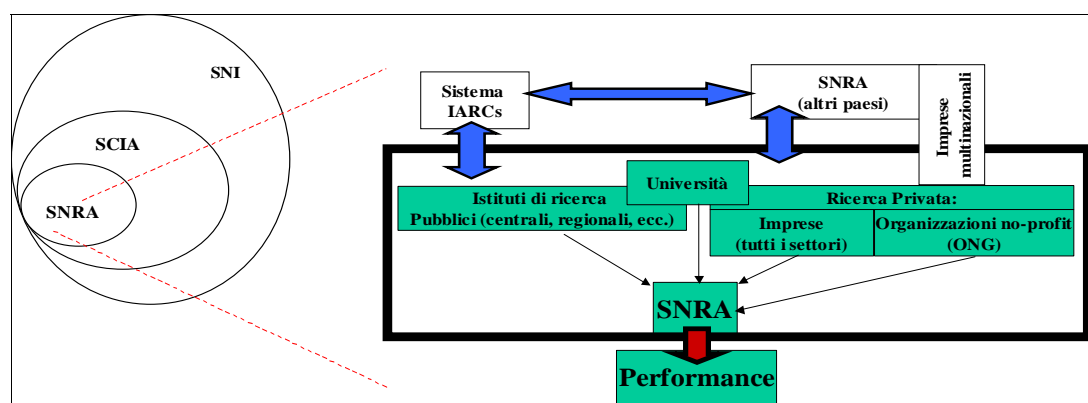 SNI
SCIA
SNRA
Sistema
IARCs
SNRA
(altri paesi)
Imprese
multinazionali
Università
Istituti di ricerca
Pubblici (centrali, regionali, ecc.)
Ricerca Privata:
Imprese
(tutti i settori)
Organizzazioni no-profit
(ONG)
SNRA
Performance